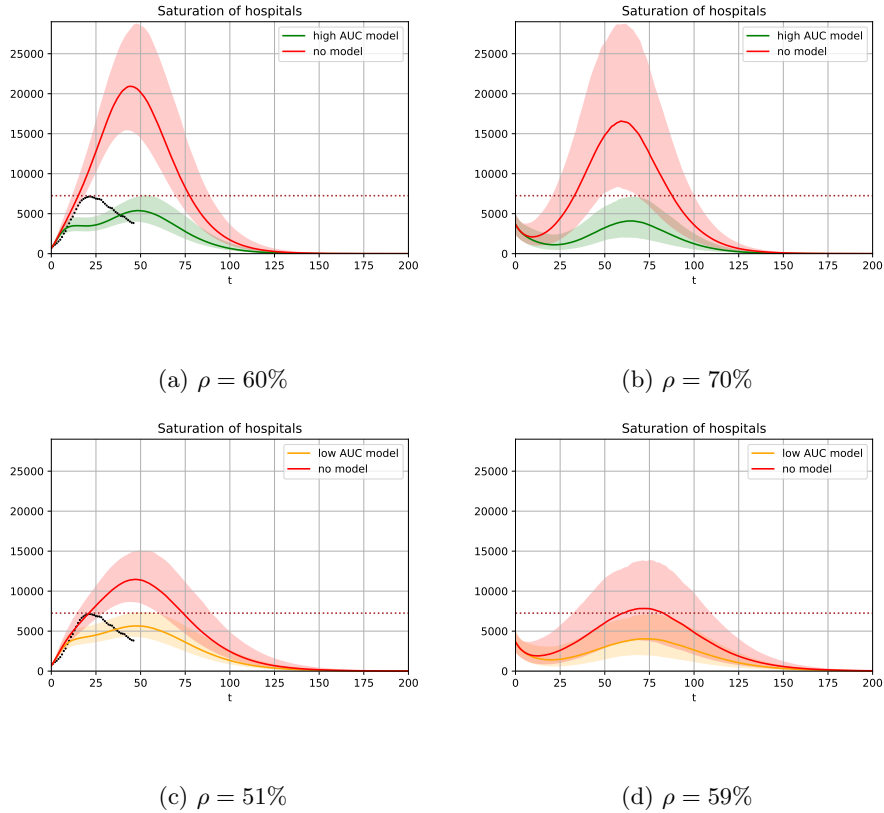 Saturation of hospitals
high AUC model
no model
25000
20000
15000
10000
5000
0
0 25 50 75 100 125 150 175 200
t
(a) ρ = 60%
Saturation of hospitals
high AUC model
no model
25000
20000
15000
10000
5000
0
0 25 50 75 100 125 150 175 200
t
(b) ρ = 70%
Saturation of hospitals
low AUC model
no model
25000
20000
15000
10000
5000
0
0 25 50 75 100 125 150 175 200
t
(c) ρ = 51%
Saturation of hospitals
low AUC model
no model
25000
20000
15000
10000
5000
0
0 25 50 75 100 125 150 175 200
t
(d) ρ = 59%